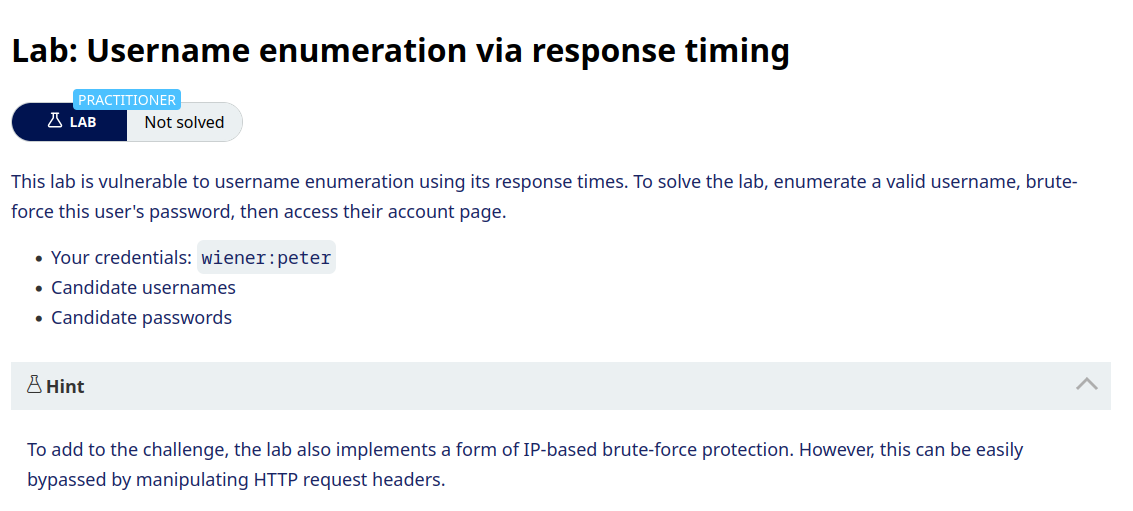 Lab: Username enumeration via response timing
PRACTITIONER
LAB Not solved
This lab is vulnerable to username enumeration using its response times. To solve the lab, enumerate a valid username, brute-
force this user's password, then access their account page.
• Your credentials: wiener:peter
• Candidate usernames
• Candidate passwords
Hint
To add to the challenge, the lab also implements a form of IP-based brute-force protection. However, this can be easily
bypassed by manipulating HTTP request headers.